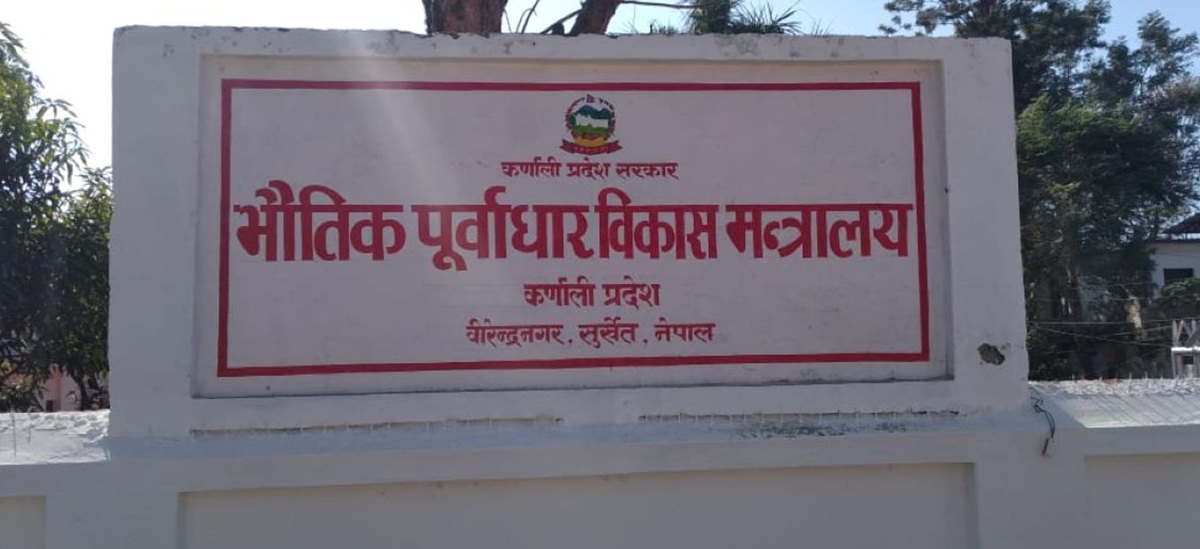 कर्णाली प्रदेश सरकार
भौतिक पूर्वाधार विकास मन्त्रालय
कर्णाली प्रदेश
वीरेन्द्रनगर, सुर्खेत, नेपाल